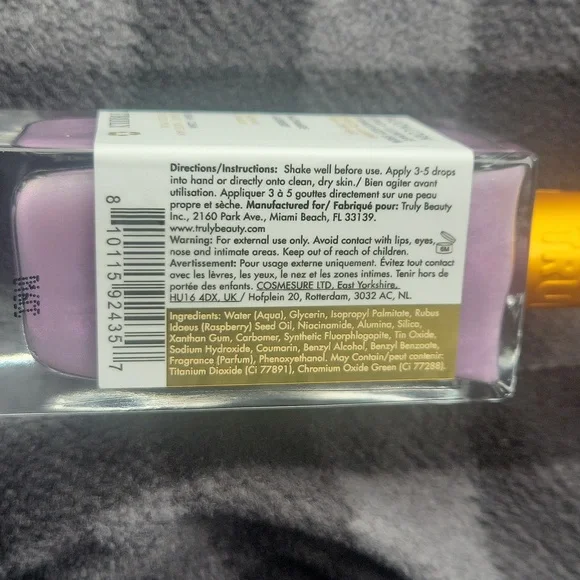 Directions/Instructions: Shake well before use. Apply 3-5 drops
into hand or directly onto clean, dry skin./ Bien agiter avant
utilisation. Appliquer 3 à 5 gouttes directement sur une peau
propre et sèche. Manufactured for/ Fabriqué pour: Truly Beauty
Inc., 2160 Park Ave., Miami Beach, FL 33139.
www.trulybeauty.com
Warning: For external use only. Avoid contact with lips, eyes,
nose and intimate areas. Keep out of reach of children.
Avertissement: Pour usage externe uniquement. Évitez tout contact
avec les lèvres, les yeux, le nez et les zones intimes. Tenir hors de
portée des enfants. COSMESURE LTD, East Yorkshire,
HU16 4DX, UK / Hofplein 20, Rotterdam, 3032 AC, NL.
Ingredients: Water (Aqua), Glycerin, Isopropyl Palmitate, Rubus
Idaeus (Raspberry) Seed Oil, Niacinamide, Alumina, Silica,
Xanthan Gum, Carbomer, Synthetic Fluorphlogopite, Tin Oxide,
Sodium Hydroxide, Coumarin, Benzyl Alcohol, Benzyl Benzoate,
Fragrance (Parfum), Phenoxyethanol. May Contain/peut contenir:
Titanium Dioxide (Ci 77891), Chromium Oxide Green (Ci 77288).
8 10115 92435 7
TRU